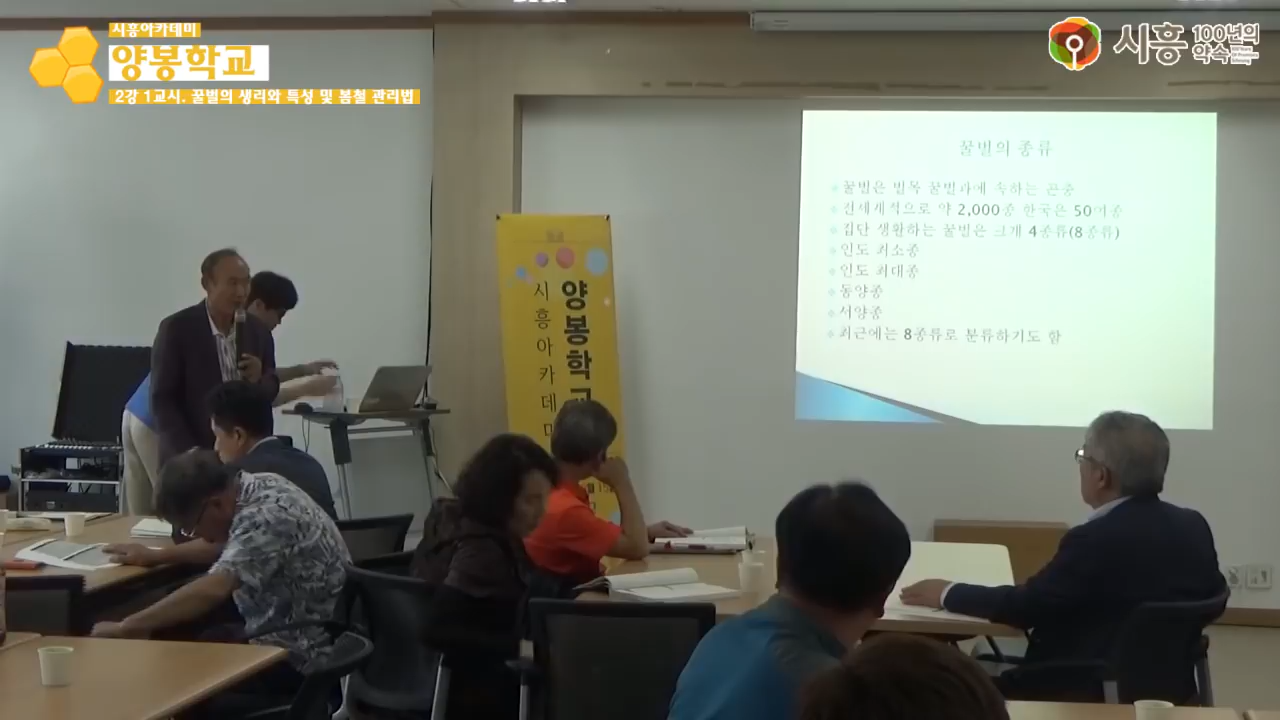 시흥아카데미
양봉학교
2강 1교시. 꿀벌의 생리와 특성 및 봄철 관리법
시흥 100년의
약속
꿀벌의 종류
꿀벌은 벌목 꿀벌과에 속하는 곤충
전세계적으로 약 2,000종 한국은 50여종
집단 생활하는 꿀벌은 크게 4종류(8종류)
인도 최소종
인도 최대종
동양종
서양종
최근에는 8종류로 분류하기도 함
시흥아카데미
양봉학교